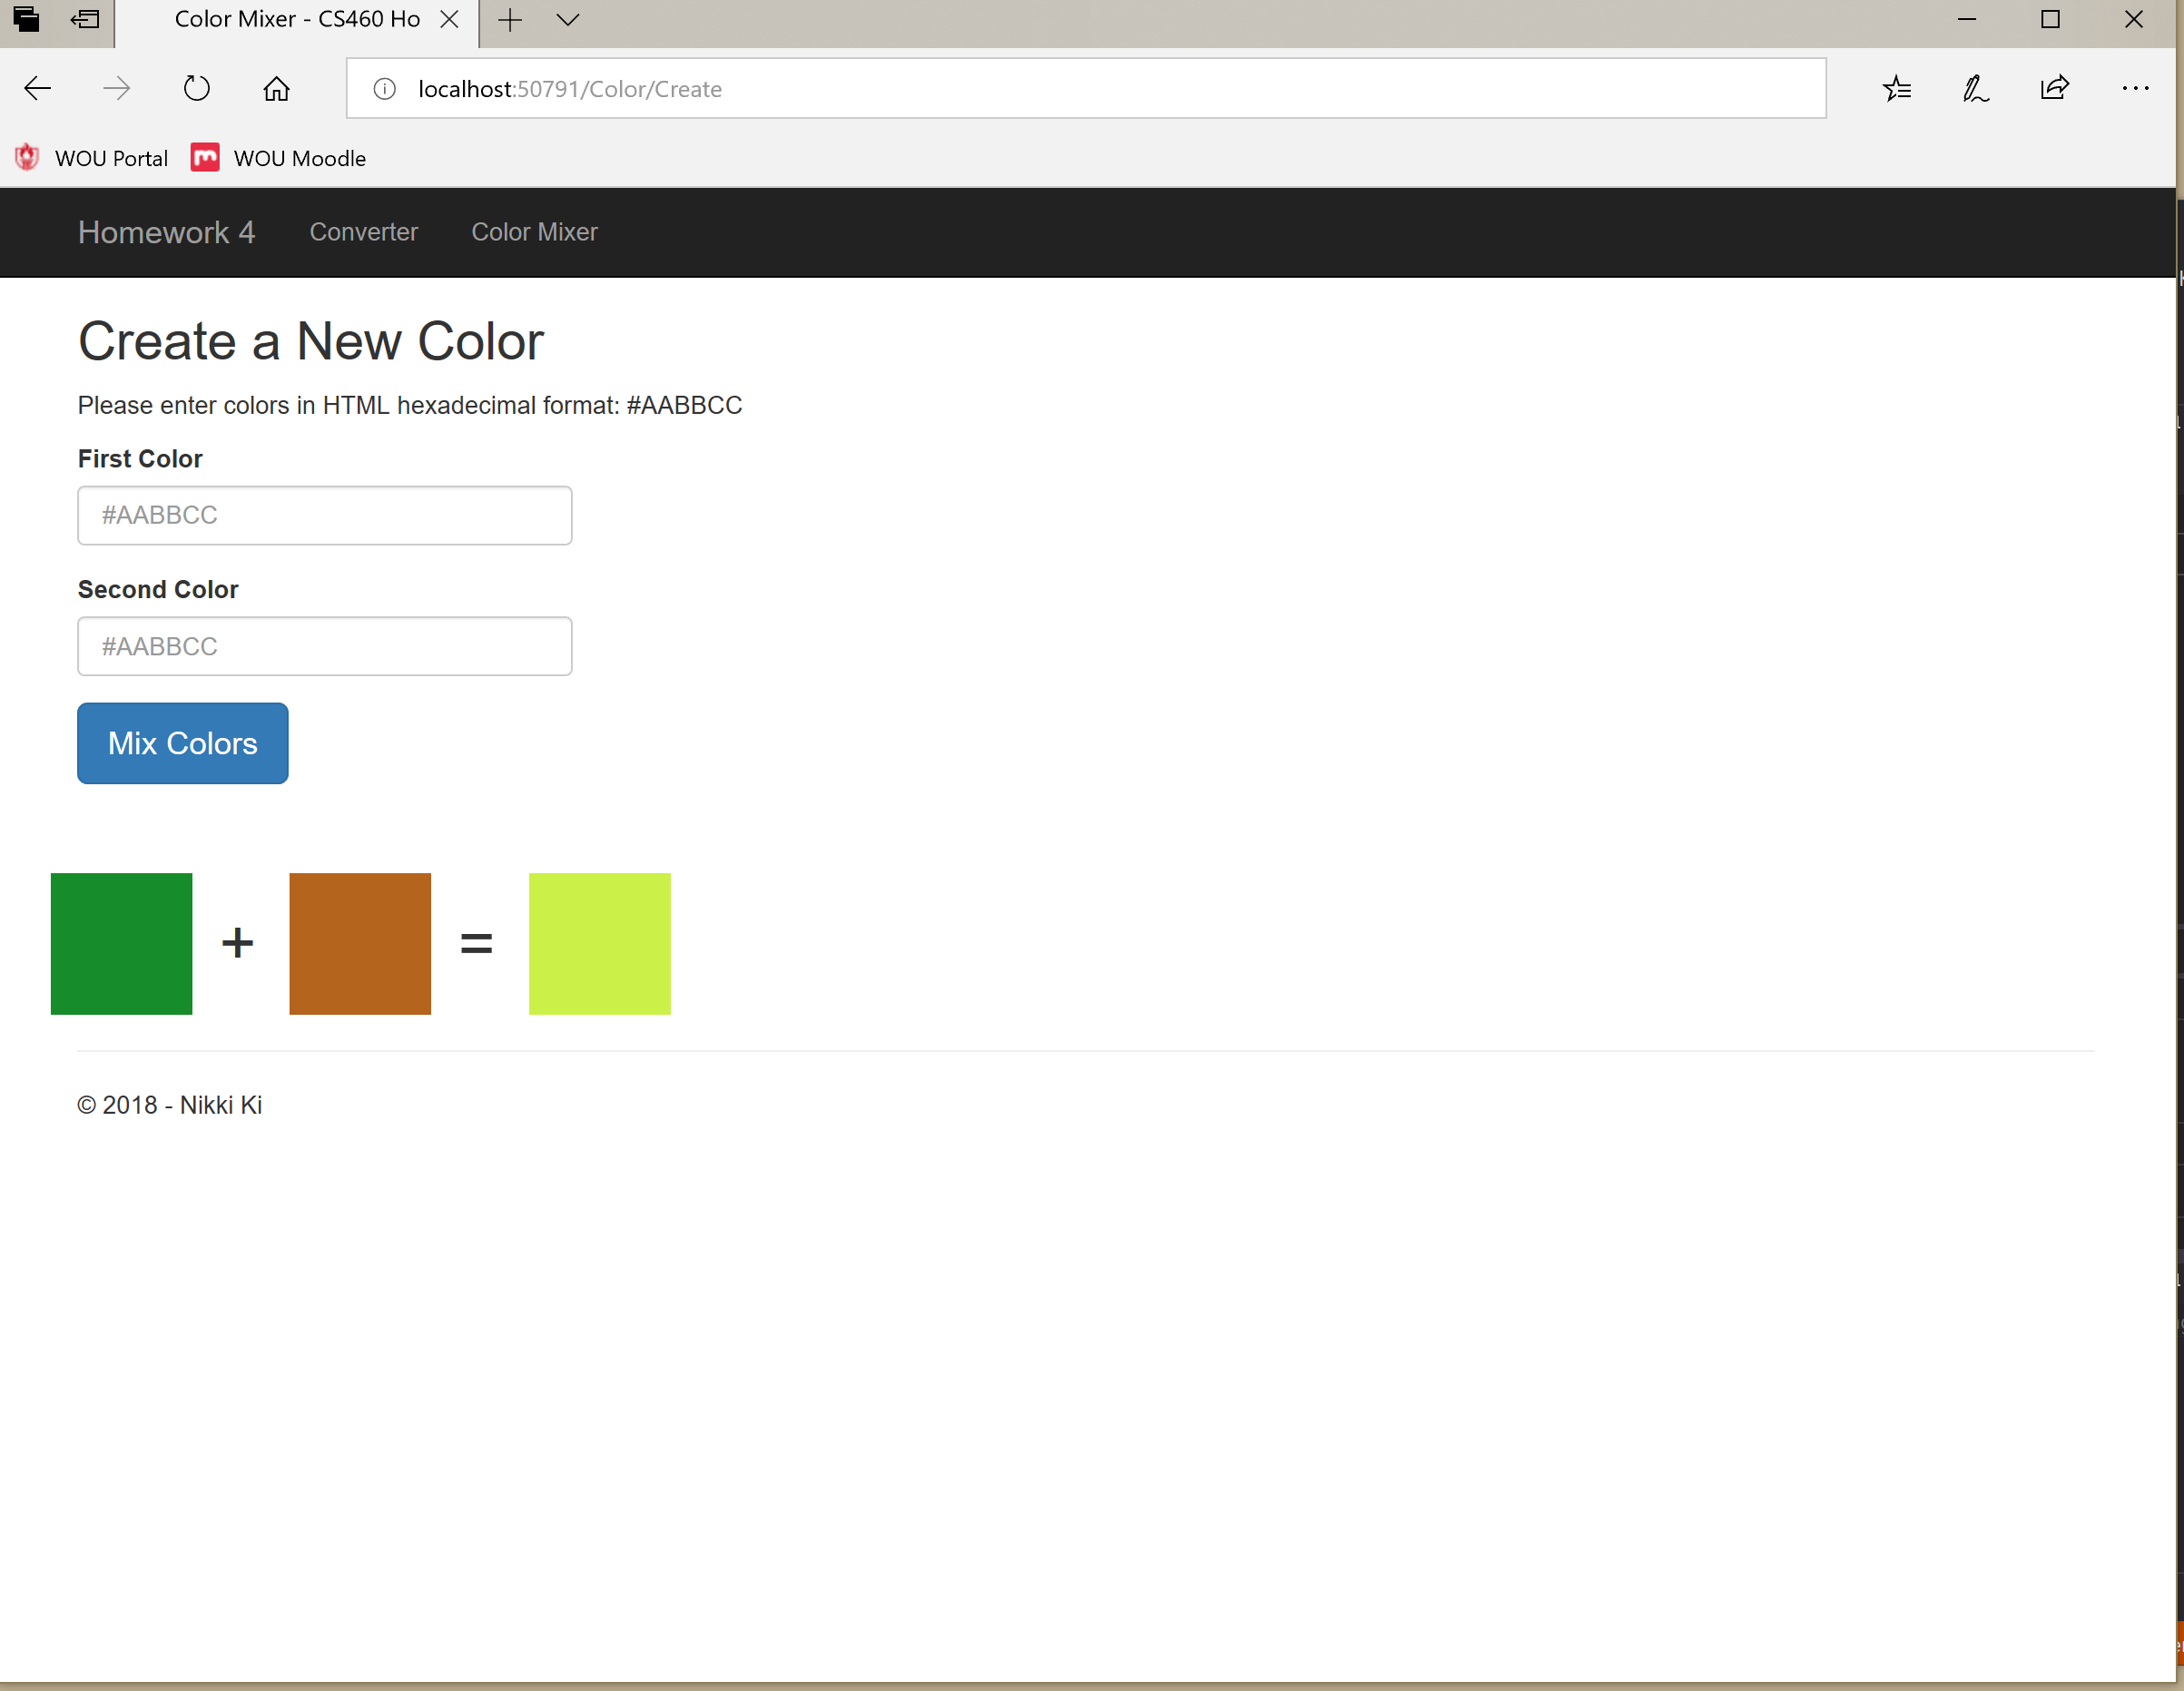 Color Mixer - CS460 Ho
localhost:50791/Color/Create
WOU Portal
WOU Moodle
Homework 4 Converter Color Mixer
Create a New Color
Please enter colors in HTML hexadecimal format: #AABBCC
First Color
#AABBCC
Second Color
#AABBCC
Mix Colors
+ =
© 2018 - Nikki Ki